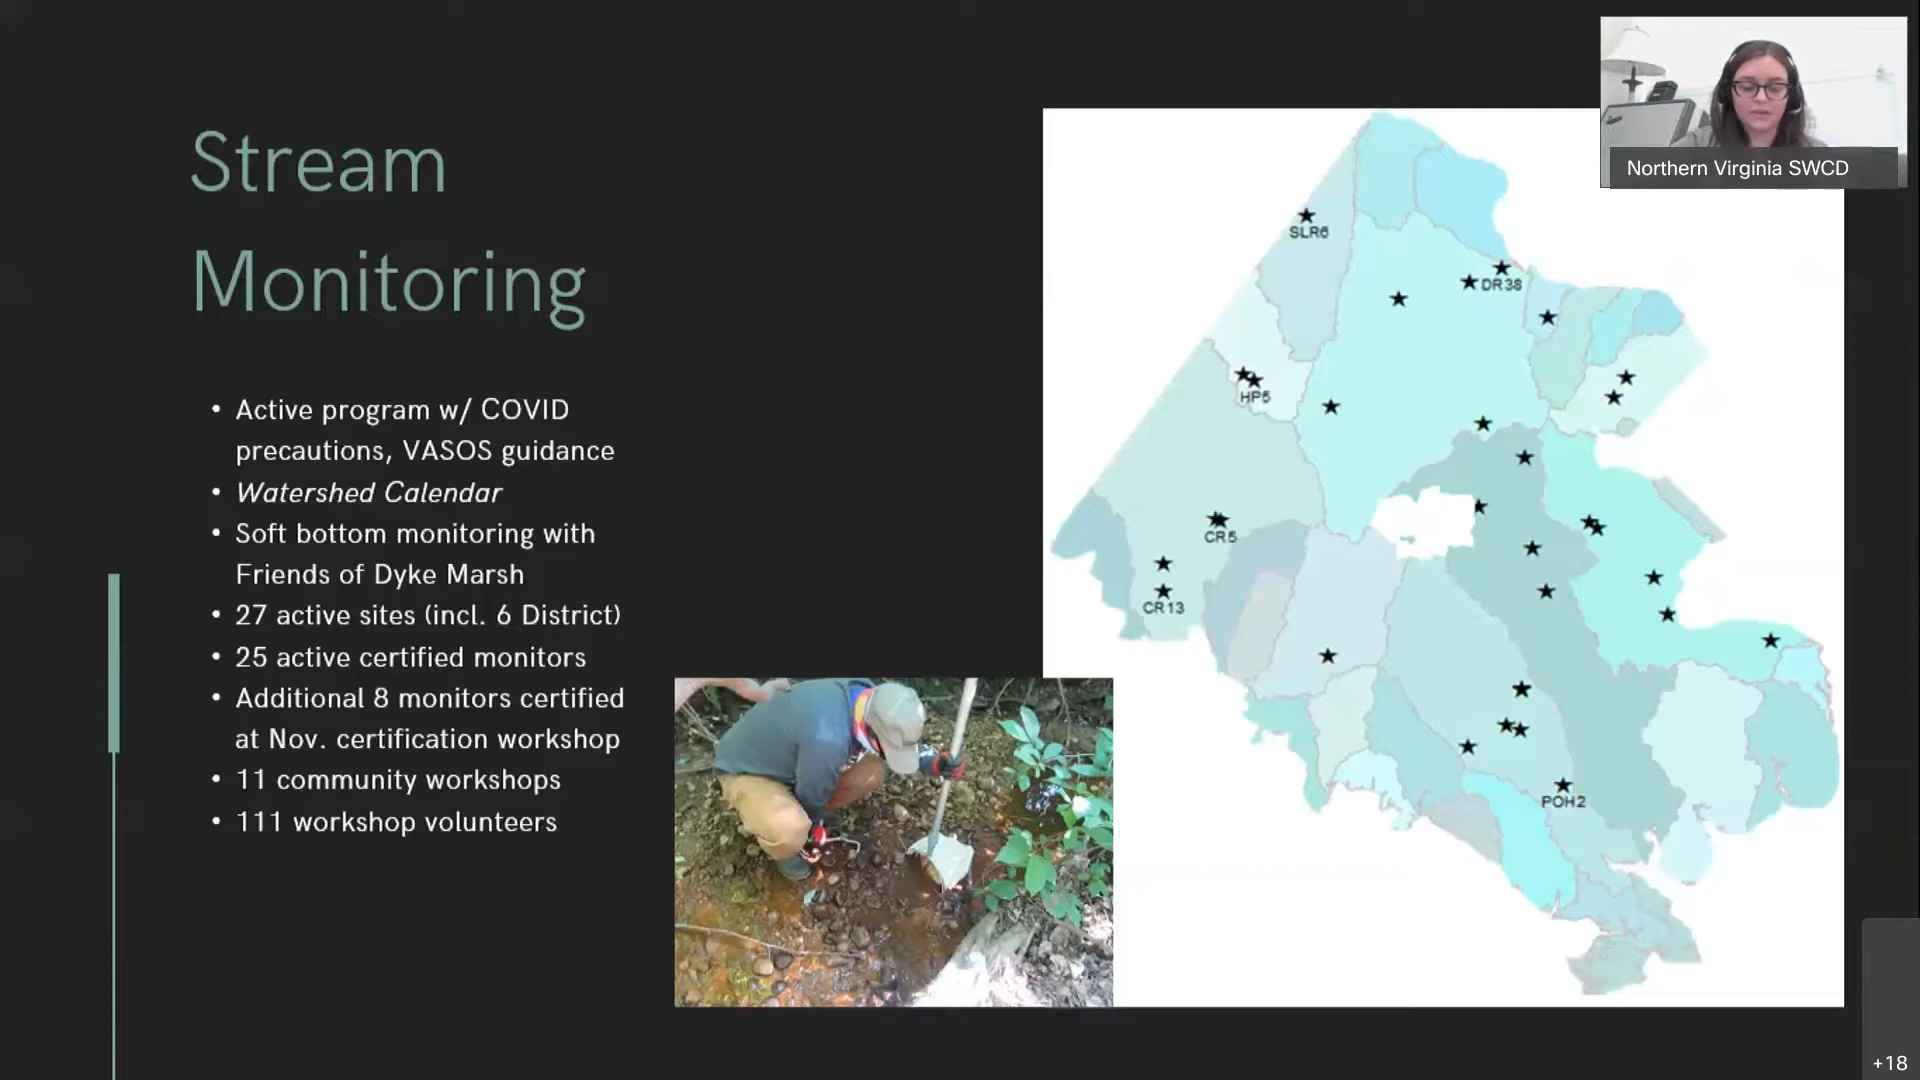 Northern Virginia SWCD
Stream
Monitoring
• Active program w/ COVID
precautions, VASOS guidance
• Watershed Calendar
• Soft bottom monitoring with
Friends of Dyke Marsh
• 27 active sites (incl. 6 District)
• 25 active certified monitors
• Additional 8 monitors certified
at Nov. certification workshop
• 11 community workshops
• 111 workshop volunteers
SLR6
DR38
HP5
CR5
CR13
POH2
+18